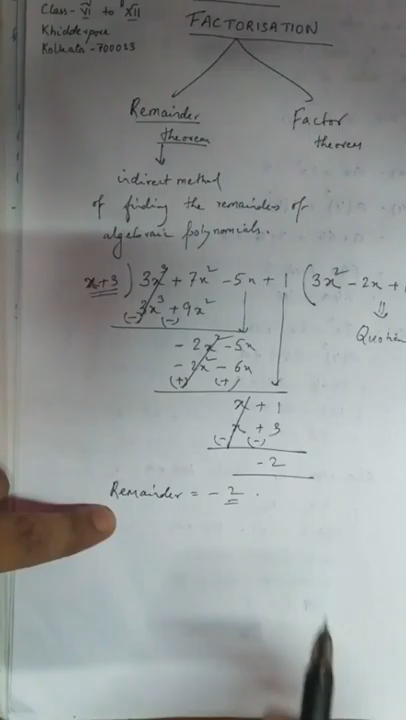 Class - VI to XII
Khidderpore
Kolkata - 700023
FACTORISATION
Remainder theorem
Factor theorem
indirect method
of finding the remainder of
algebraic polynomials.
x+3 ) 3x³ + 7x² - 5x + 1 ( 3x² - 2x +
3x³ + 9x²
(-) (-)
⇓
Quotien
- 2x² - 5x
- 2x² - 6x
(+) (+)
x + 1
x + 3
(-) (-)
- 2
Remainder = - 2 .